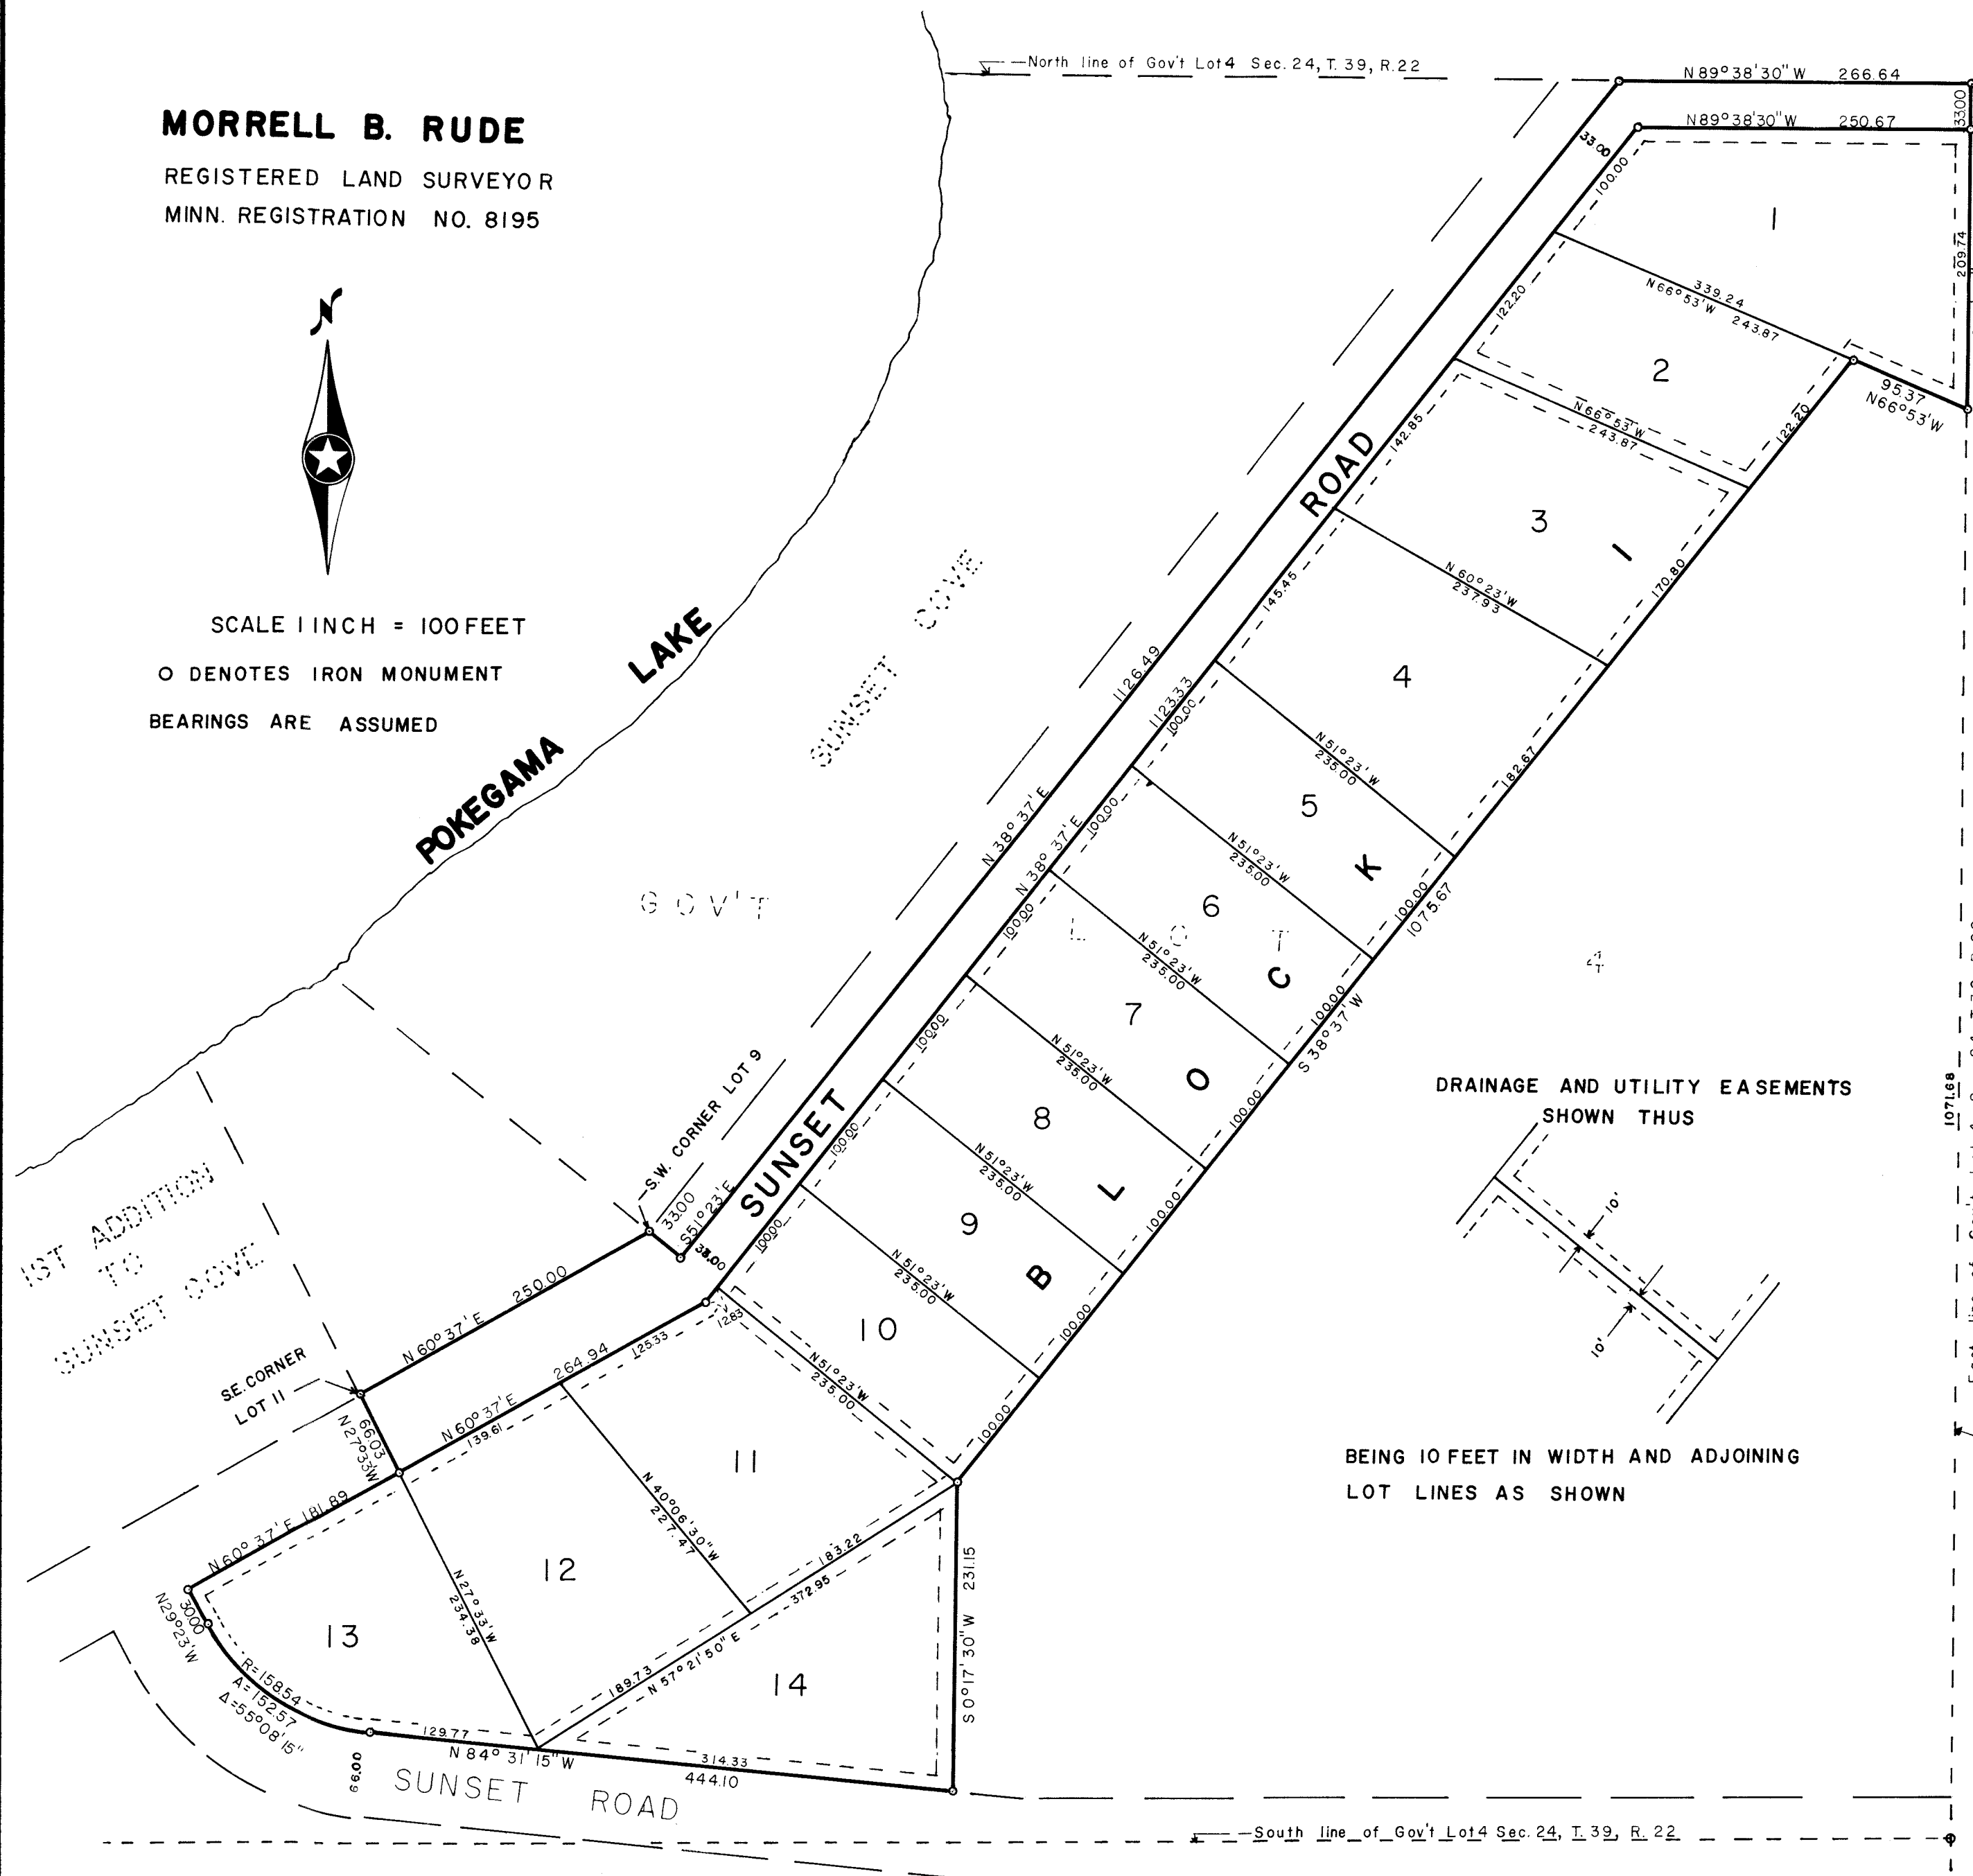 North line of Gov't Lot 4 Sec. 24, T. 39, R. 22
N 89° 38' 30" W 266.64
33.00
N 89° 38' 30" W 250.67
MORRELL B. RUDE
REGISTERED LAND SURVEYOR
MINN. REGISTRATION NO. 8195
N
SCALE 1 INCH = 100 FEET
O DENOTES IRON MONUMENT
BEARINGS ARE ASSUMED
POKEGAMA LAKE
SUNSET COVE
GOV'T LOT 4
33.00
100.00
1
209.74
339.24
N 66° 53' W 243.87
122.20
2
95.37
N 66° 53' W
122.20
N 66° 53' W
243.87
142.85
3
170.80
N 60° 23' W
237.93
145.45
4
182.67
N 51° 23' W
235.00
1126.49
N 38° 37' E
1123.33
N 38° 37' E
100.00
5
100.00
N 51° 23' W
235.00
1075.67
S 38° 37' W
100.00
6
100.00
N 51° 23' W
235.00
100.00
7
100.00
N 51° 23' W
235.00
100.00
8
100.00
N 51° 23' W
235.00
100.00
9
100.00
N 51° 23' W
235.00
100.00
10
100.00
N 51° 23' W
235.00
BLOCK 1
SUNSET ROAD
S.W. CORNER LOT 9
33.00
S 51° 23' E
33.00
12.83
1ST ADDITION
TO
SUNSET COVE
S.E. CORNER
LOT 11
N 60° 37' E 250.00
66.03
N 27° 33' W
264.94
N 60° 37' E
125.33
139.61
11
N 40° 06' 30" W
227.47
183.22
12
N 27° 33' W
234.38
189.73
372.95
N 57° 21' 50" E
N 60° 37' E 181.89
30.00
N 29° 23' W
13
R=158.54
A=152.57
Δ=55° 08' 15"
129.77
N 84° 31' 15" W
314.33
444.10
14
S 0° 17' 30" W 231.15
66.00
SUNSET ROAD
1071.68
DRAINAGE AND UTILITY EASEMENTS
SHOWN THUS
10'
10'
BEING 10 FEET IN WIDTH AND ADJOINING
LOT LINES AS SHOWN
South line of Gov't Lot 4 Sec. 24, T. 39, R. 22